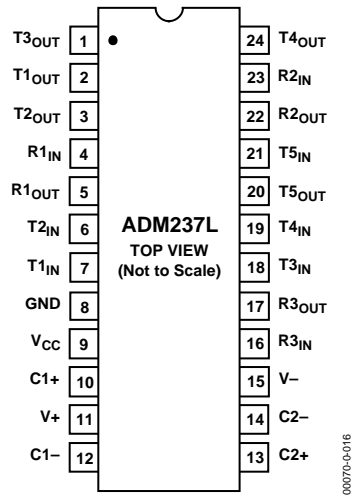 T3OUT 1 24 T4OUT
T1OUT 2 23 R2IN
T2OUT 3 22 R2OUT
R1IN 4 21 T5IN
R1OUT 5 20 T5OUT
T2IN 6 19 T4IN
T1IN 7 18 T3IN
GND 8 17 R3OUT
VCC 9 16 R3IN
C1+ 10 15 V–
V+ 11 14 C2–
C1– 12 13 C2+
ADM237L
TOP VIEW
(Not to Scale)
00070-0-016